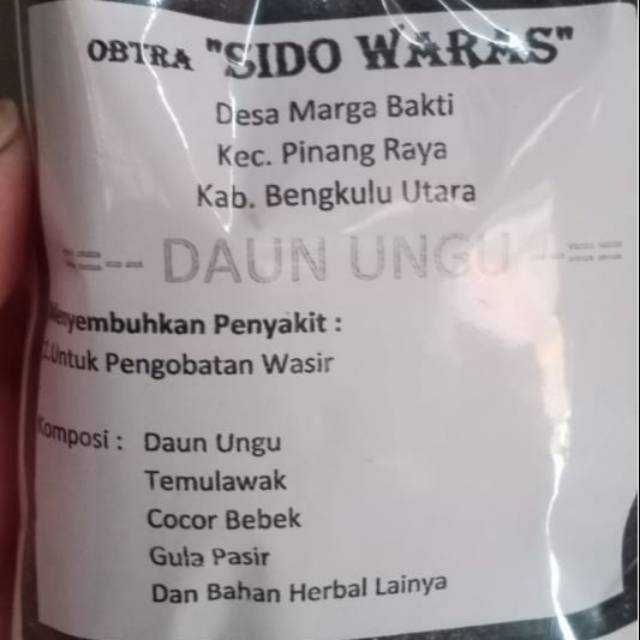 OBTRA "SIDO WARAS"
Desa Marga Bakti
Kec. Pinang Raya
Kab. Bengkulu Utara
==-- DAUN UNGU --==
Menyembuhkan Penyakit :
1.Untuk Pengobatan Wasir
Komposi : Daun Ungu
Temulawak
Cocor Bebek
Gula Pasir
Dan Bahan Herbal Lainya